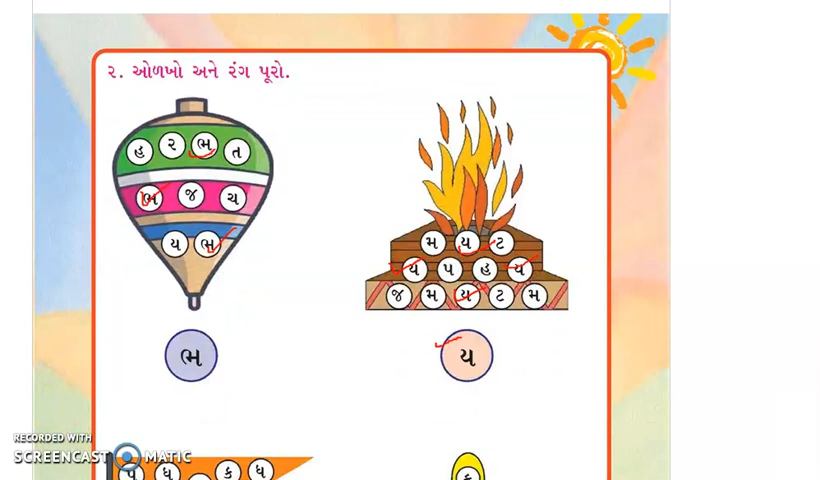 ૨. ઓળખો અને રંગ પૂરો.
હ ર ભ ત
ભ જ ચ
ય ભ
ભ
મ ય ટ
ય પ હ ય
જ મ ય ટ મ
ય
RECORDED WITH
SCREENCAST MATIC
ધ ક ધ